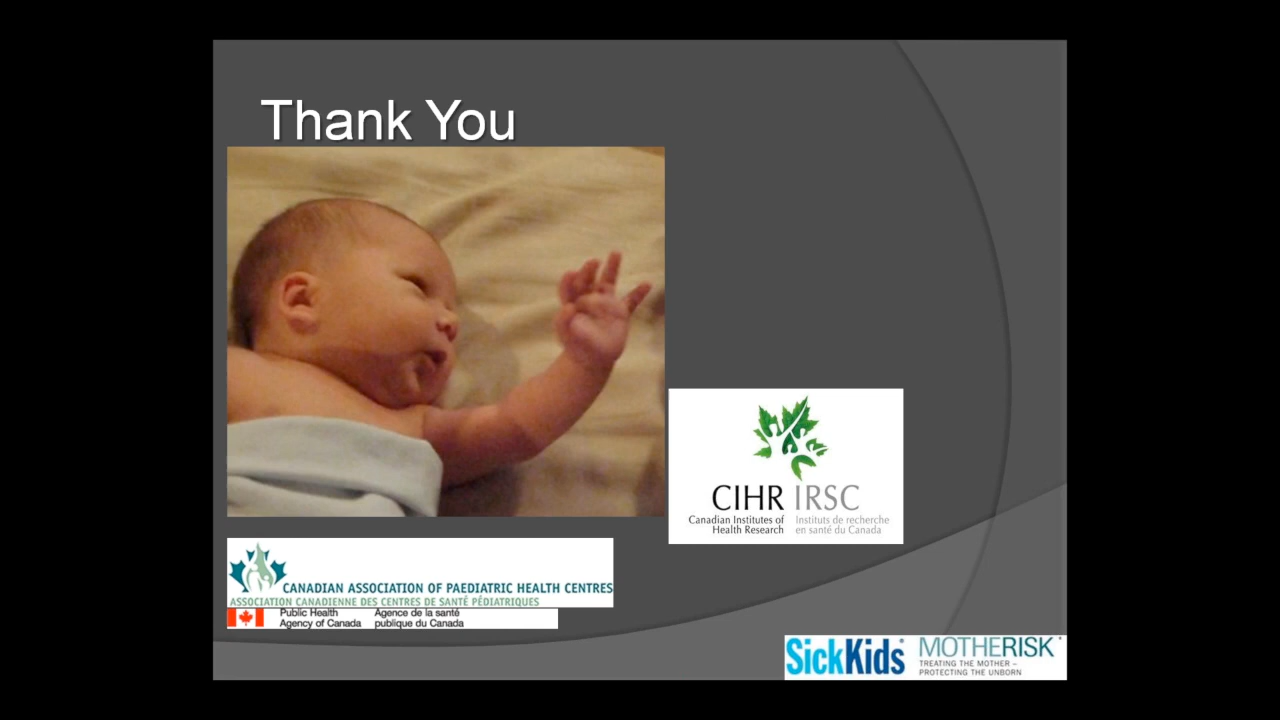 Thank You
CIHR IRSC
Canadian Institutes of Health Research
Instituts de recherche en santé du Canada
CANADIAN ASSOCIATION OF PAEDIATRIC HEALTH CENTRES
ASSOCIATION CANADIENNE DES CENTRES DE SANTÉ PÉDIATRIQUES
Public Health
Agency of Canada
Agence de la santé
publique du Canada
SickKids
MOTHERISK
TREATING THE MOTHER –
PROTECTING THE UNBORN